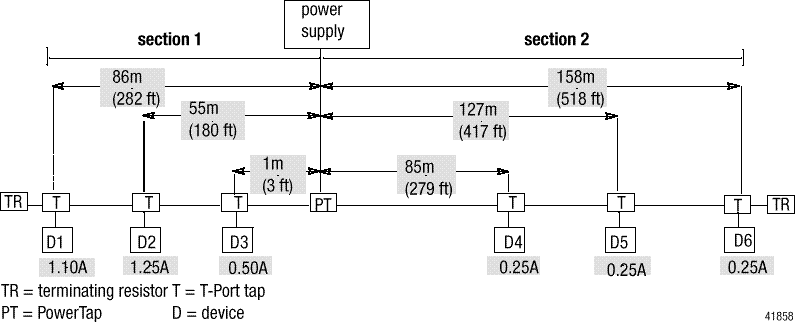 power
supply
section 1
section 2
86m
(282 ft)
158m
(518 ft)
55m
(180 ft)
127m
(417 ft)
1m
(3 ft)
85m
(279 ft)
TR T T T PT T T T TR
D1 D2 D3 D4 D5 D6
1.10A 1.25A 0.50A 0.25A 0.25A 0.25A
TR = terminating resistor T = T-Port tap
PT = PowerTap D = device
41858